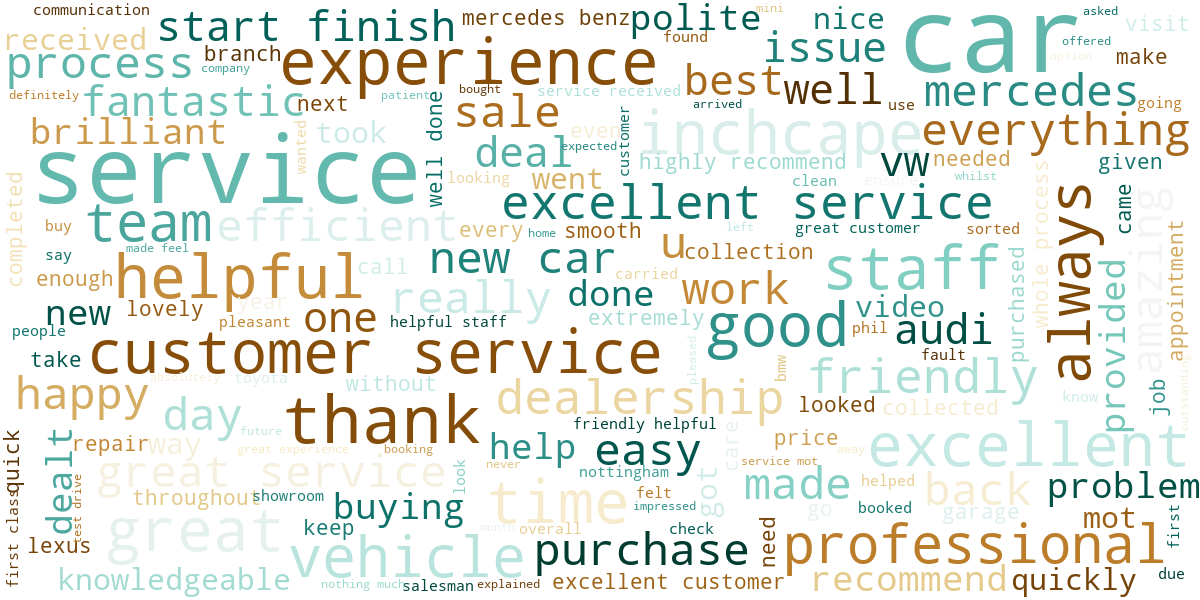 communication
start finish
mercedes benz
polite
mini
nice
car
asked
visit
received
branch
found
issue
offered
option
make
process
company
experience
best
well
mercedes
definitely
fantastic
next
patient
bought
service received
arrived
use
going
brilliant
took
well done
sale
even
customer
inchcape
everything
service
wanted
deal
expected
highly recommend
vw
needed
given
looking
went
clean
ensure
whilst
completed
team
efficient
every
home
smooth
excellent service
great customer
left
sorted
whole process
always
came
amazing
buy
say
made feel
new car
u
collection
staff
purchased
provided
appointment
enough
helpful
call
really
carried
work
done
video
new
lovely
year
pleasant
one
helpful staff
extremely
good
phil
audi
people
take
customer service
pleased
bmw
fault
absolutely
toyota
without
happy
day
thank
dealership
looked
collected
friendly
know
job
outstanding
future
friendly helpful
quick
dealt
repair
way
great experience
booking
help
easy
care
price
away
excellent
great service
look
never
nottingham
service mot
first class
test drive
throughout
showroom
buying
time
felt
impressed
got
made
helped
back
problem
great
keep
month
overall
check
need
go
booked
garage
mot
first
lexus
vehicle
purchase
professional
knowledgeable
nothing much
salesman
explained
excellent customer
recommend
quickly
due